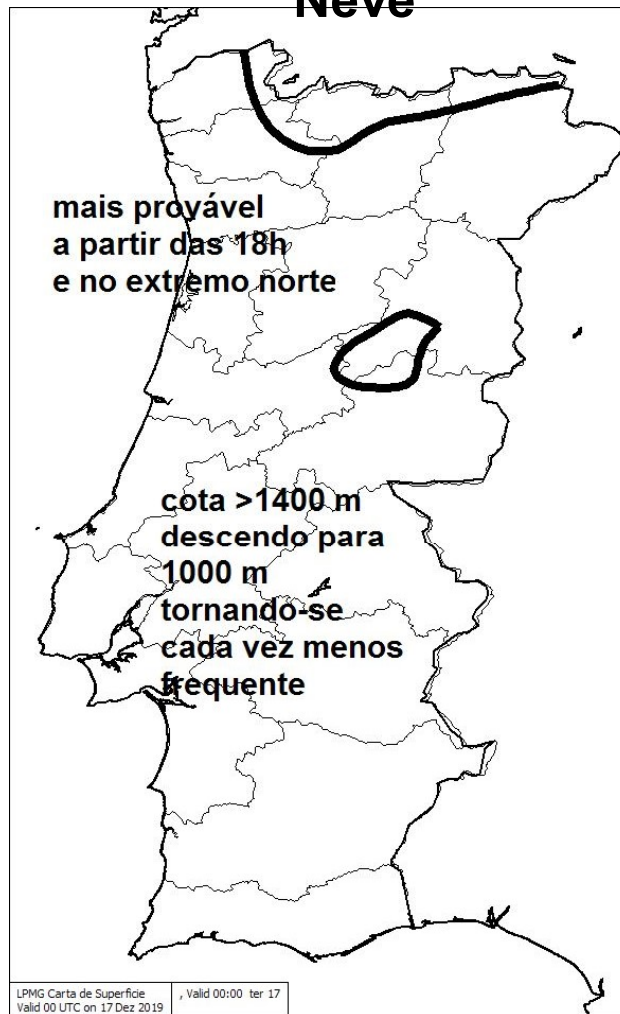 Neve
mais provável
a partir das 18h
e no extremo norte
cota >1400 m
descendo para
1000 m
tornando-se
cada vez menos
frequente
LPMG Carta de Superfície , Valid 00:00 ter 17
Valid 00 UTC on 17 Dez 2019